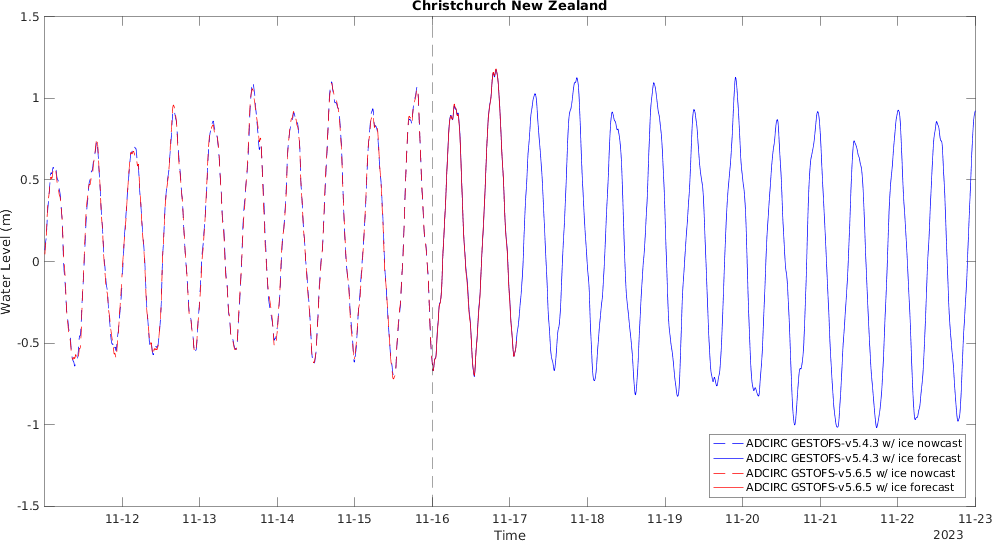 Christchurch New Zealand
1.5
1
0.5
0
-0.5
-1
-1.5
Water Level (m)
ADCIRC GESTOFS-v5.4.3 w/ ice nowcast
ADCIRC GESTOFS-v5.4.3 w/ ice forecast
ADCIRC GSTOFS-v5.6.5 w/ ice nowcast
ADCIRC GSTOFS-v5.6.5 w/ ice forecast
11-12 11-13 11-14 11-15 11-16 11-17 11-18 11-19 11-20 11-21 11-22 11-23
Time
2023